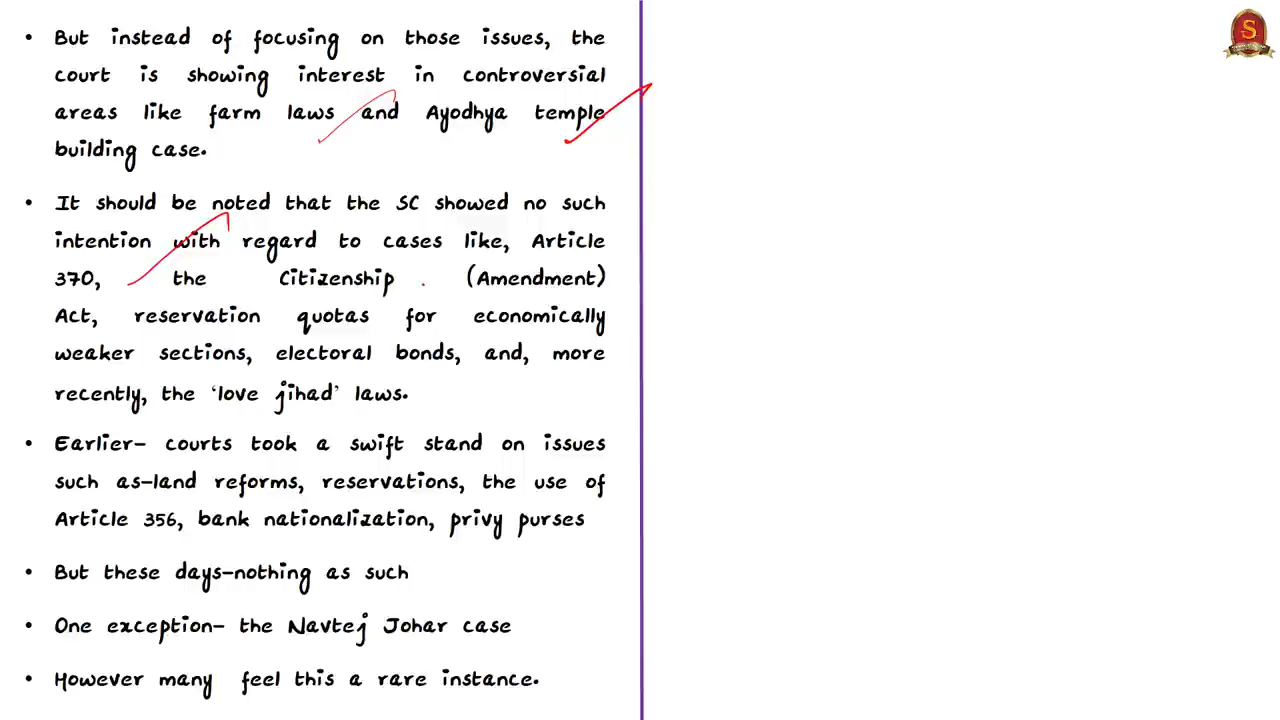 • But instead of focusing on those issues, the
court is showing interest in controversial
areas like farm laws and Ayodhya temple
building case.
• It should be noted that the SC showed no such
intention with regard to cases like, Article
370, the Citizenship (Amendment)
Act, reservation quotas for economically
weaker sections, electoral bonds, and, more
recently, the ‘love jihad’ laws.
• Earlier- courts took a swift stand on issues
such as-land reforms, reservations, the use of
Article 356, bank nationalization, privy purses
• But these days-nothing as such
• One exception- the Navtej Johar case
• However many feel this a rare instance.
S